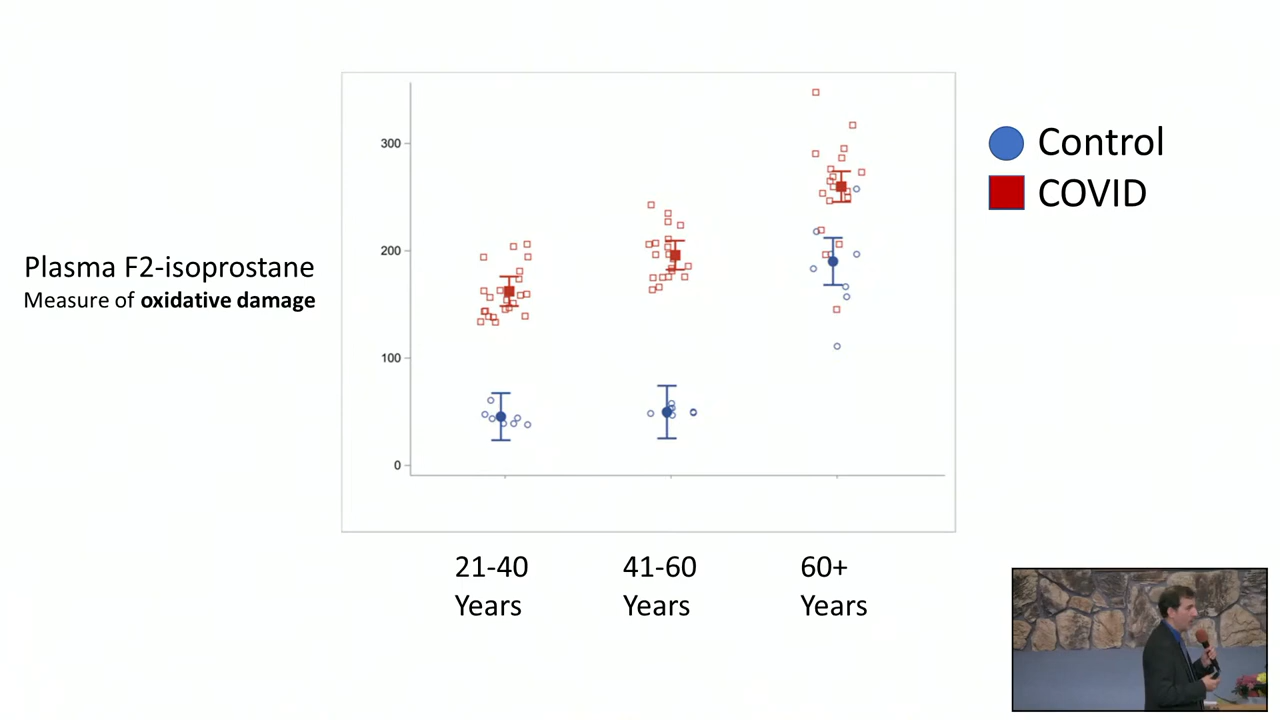 300
200
100
0
Control
COVID
Plasma F2-isoprostane
Measure of oxidative damage
21-40
Years
41-60
Years
60+
Years